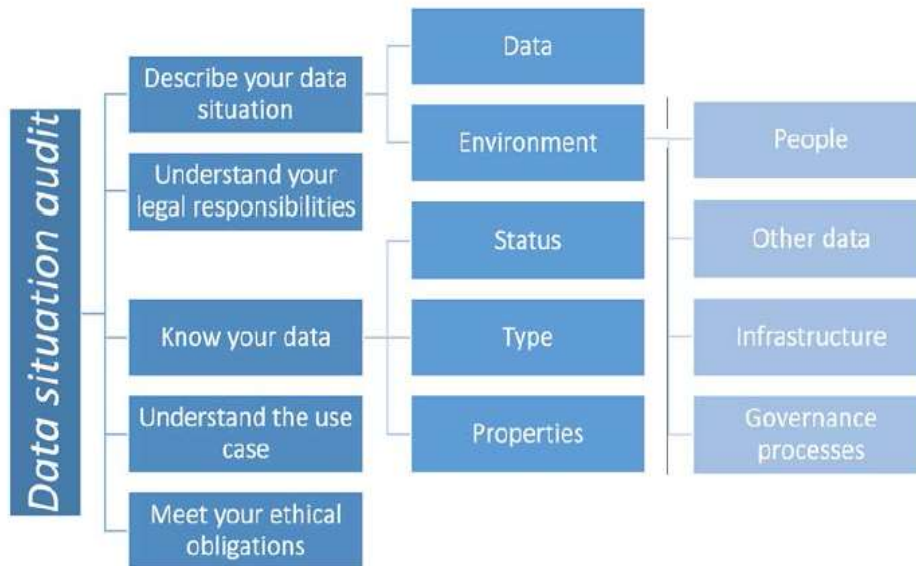 Data situation audit
Describe your data
situation
Understand your
legal responsibilities
Know your data
Understand the use
case
Meet your ethical
obligations
Data
Environment
Status
Type
Properties
People
Other data
Infrastructure
Governance
processes